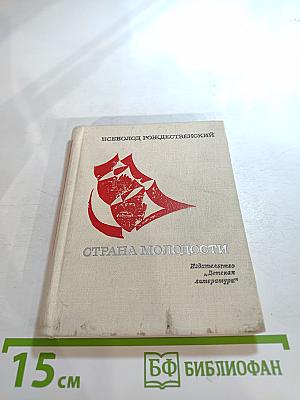 ВСЕВОЛОД РОЖДЕСТВЕНСКИЙ
СТРАНА МОЛОДОСТИ
Издательство
„Детская
литература"
15 см
БФ БИБЛИОФАН